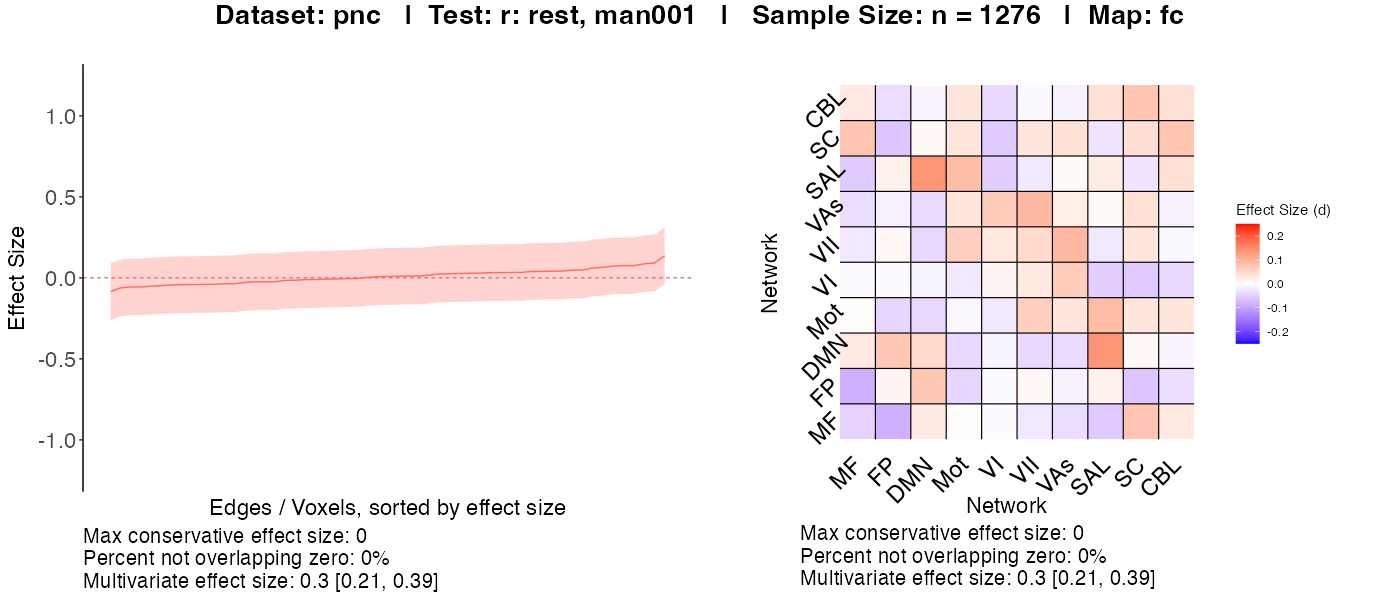 Dataset: pnc | Test: r: rest, man001 | Sample Size: n = 1276 | Map: fc
Effect Size
1.0
0.5
0.0
-0.5
-1.0
Edges / Voxels, sorted by effect size
Max conservative effect size: 0
Percent not overlapping zero: 0%
Multivariate effect size: 0.3 [0.21, 0.39]
Network
CBL
SC
SAL
VAs
VII
VI
Mot
DMN
FP
MF
MF
FP
DMN
Mot
VI
VII
VAs
SAL
SC
CBL
Network
Max conservative effect size: 0
Percent not overlapping zero: 0%
Multivariate effect size: 0.3 [0.21, 0.39]
Effect Size (d)
0.2
0.1
0.0
-0.1
-0.2